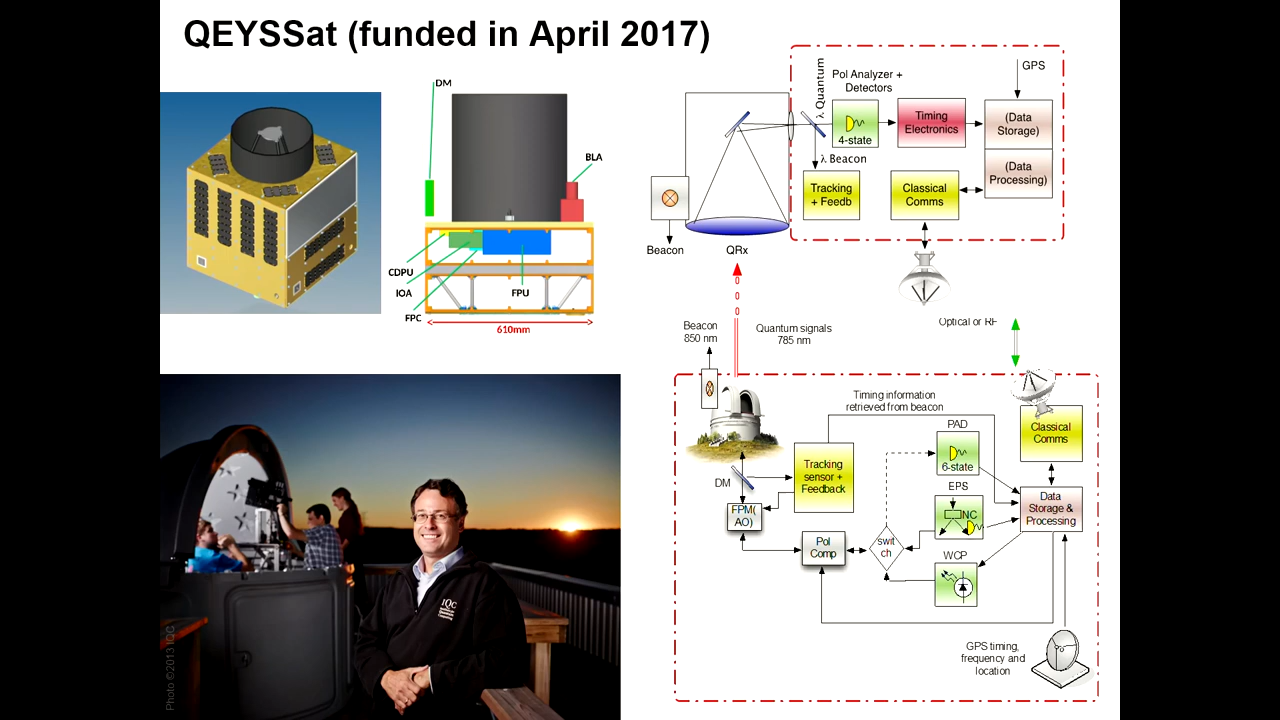 QEYSSat (funded in April 2017)
DM
BLA
CDPU
IOA
FPC
FPU
610mm
λ Quantum
Pol Analyzer +
Detectors
4-state
Timing
Electronics
GPS
(Data
Storage)
(Data
Processing)
λ Beacon
Tracking
+ Feedb
Classical
Comms
Beacon
QRx
Beacon
850 nm
Quantum signals
785 nm
Optical or RF
Timing information
retrieved from beacon
PAD
6-state
Classical
Comms
Tracking
sensor +
Feedback
DM
FPM(
AO)
EPS
NC
Data
Storage &
Processing
Pol
Comp
swit
ch
WCP
GPS timing,
frequency and
location
IQC
Photo ©2013 IQC